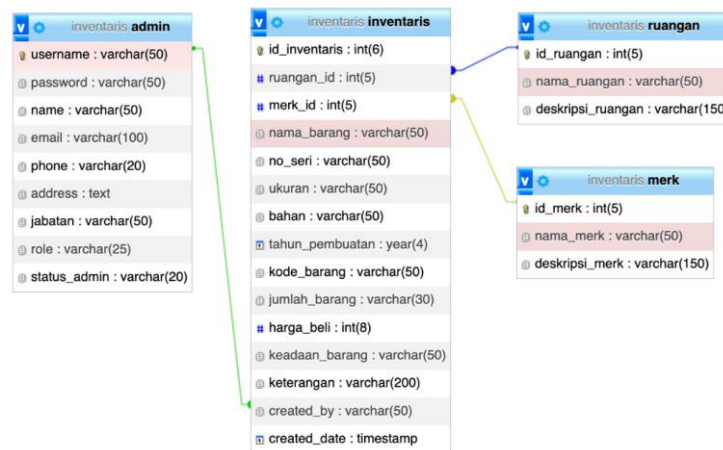 inventaris admin
username : varchar(50)
password : varchar(50)
name : varchar(50)
email : varchar(100)
phone : varchar(20)
address : text
jabatan : varchar(50)
role : varchar(25)
status_admin : varchar(20)
inventaris inventaris
id_inventaris : int(6)
ruangan_id : int(5)
merk_id : int(5)
nama_barang : varchar(50)
no_seri : varchar(50)
ukuran : varchar(50)
bahan : varchar(50)
tahun_pembuatan : year(4)
kode_barang : varchar(50)
jumlah_barang : varchar(30)
harga_beli : int(8)
keadaan_barang : varchar(50)
keterangan : varchar(200)
created_by : varchar(50)
created_date : timestamp
inventaris ruangan
id_ruangan : int(5)
nama_ruangan : varchar(50)
deskripsi_ruangan : varchar(150
inventaris merk
id_merk : int(5)
nama_merk : varchar(50)
deskripsi_merk : varchar(150)